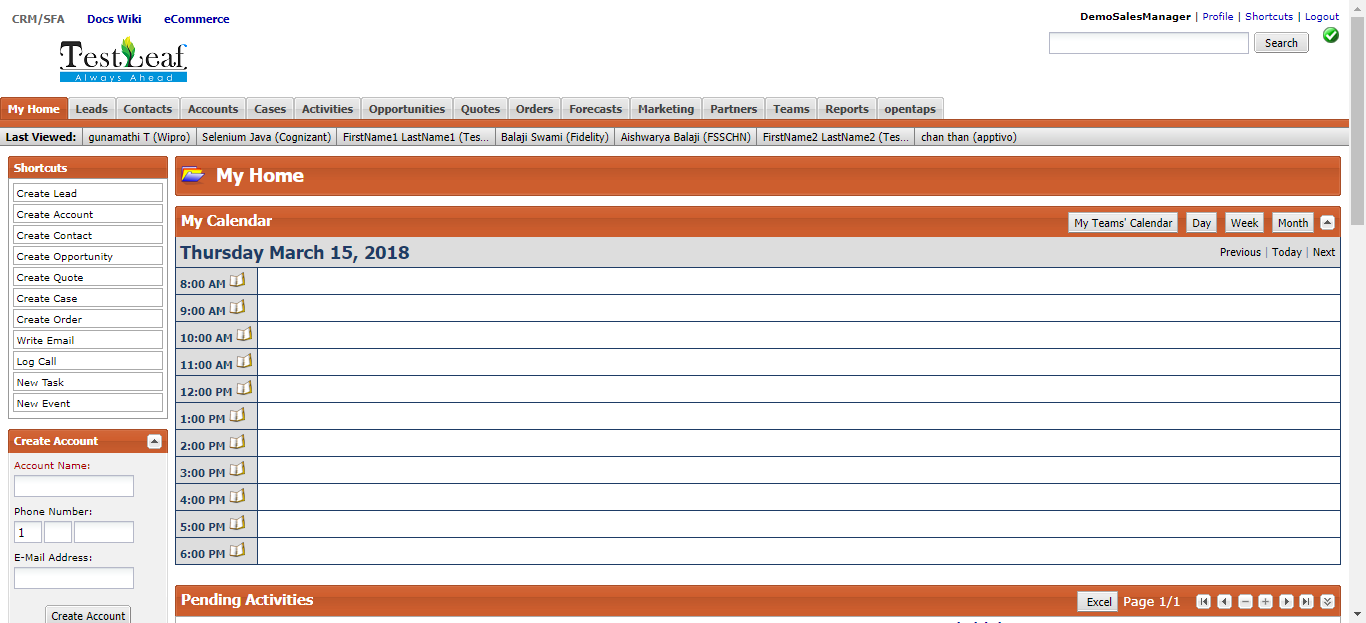 CRM/SFA Docs Wiki eCommerce
DemoSalesManager | Profile | Shortcuts | Logout
Search
TestLeaf
Always Ahead
My Home Leads Contacts Accounts Cases Activities Opportunities Quotes Orders Forecasts Marketing Partners Teams Reports opentaps
Last Viewed: gunamathi T (Wipro) Selenium Java (Cognizant) FirstName1 LastName1 (Tes... Balaji Swami (Fidelity) Aishwarya Balaji (FSSCHN) FirstName2 LastName2 (Tes... chan than (apptivo)
Shortcuts
Create Lead
Create Account
Create Contact
Create Opportunity
Create Quote
Create Case
Create Order
Write Email
Log Call
New Task
New Event
Create Account
Account Name:
Phone Number:
1
E-Mail Address:
Create Account
My Home
My Calendar My Teams' Calendar Day Week Month
Thursday March 15, 2018 Previous | Today | Next
8:00 AM
9:00 AM
10:00 AM
11:00 AM
12:00 PM
1:00 PM
2:00 PM
3:00 PM
4:00 PM
5:00 PM
6:00 PM
Pending Activities Excel Page 1/1